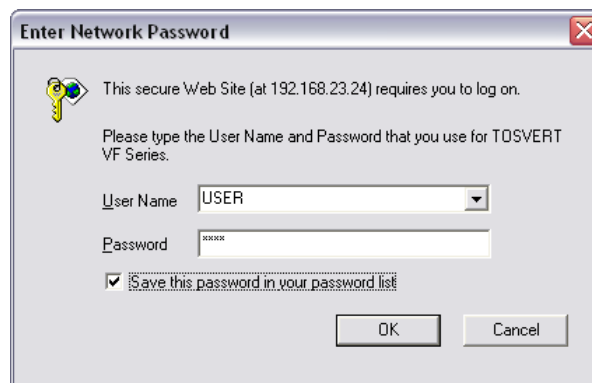 Enter Network Password
This secure Web Site (at 192.168.23.24) requires you to log on.
Please type the User Name and Password that you use for TOSVERT
VF Series.
User Name USER
Password ****
Save this password in your password list
OK Cancel